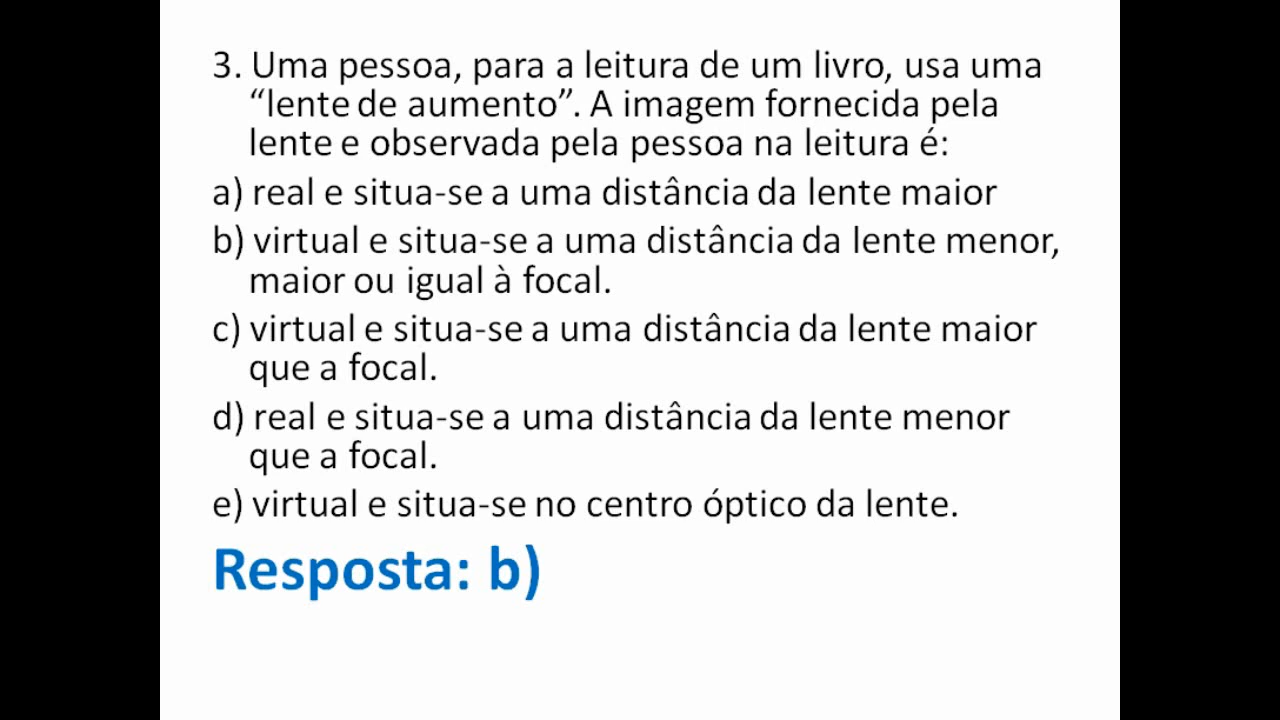 3. Uma pessoa, para a leitura de um livro, usa uma
“lente de aumento”. A imagem fornecida pela
lente e observada pela pessoa na leitura é:
a) real e situa-se a uma distância da lente maior
b) virtual e situa-se a uma distância da lente menor,
maior ou igual à focal.
c) virtual e situa-se a uma distância da lente maior
que a focal.
d) real e situa-se a uma distância da lente menor
que a focal.
e) virtual e situa-se no centro óptico da lente.
Resposta: b)